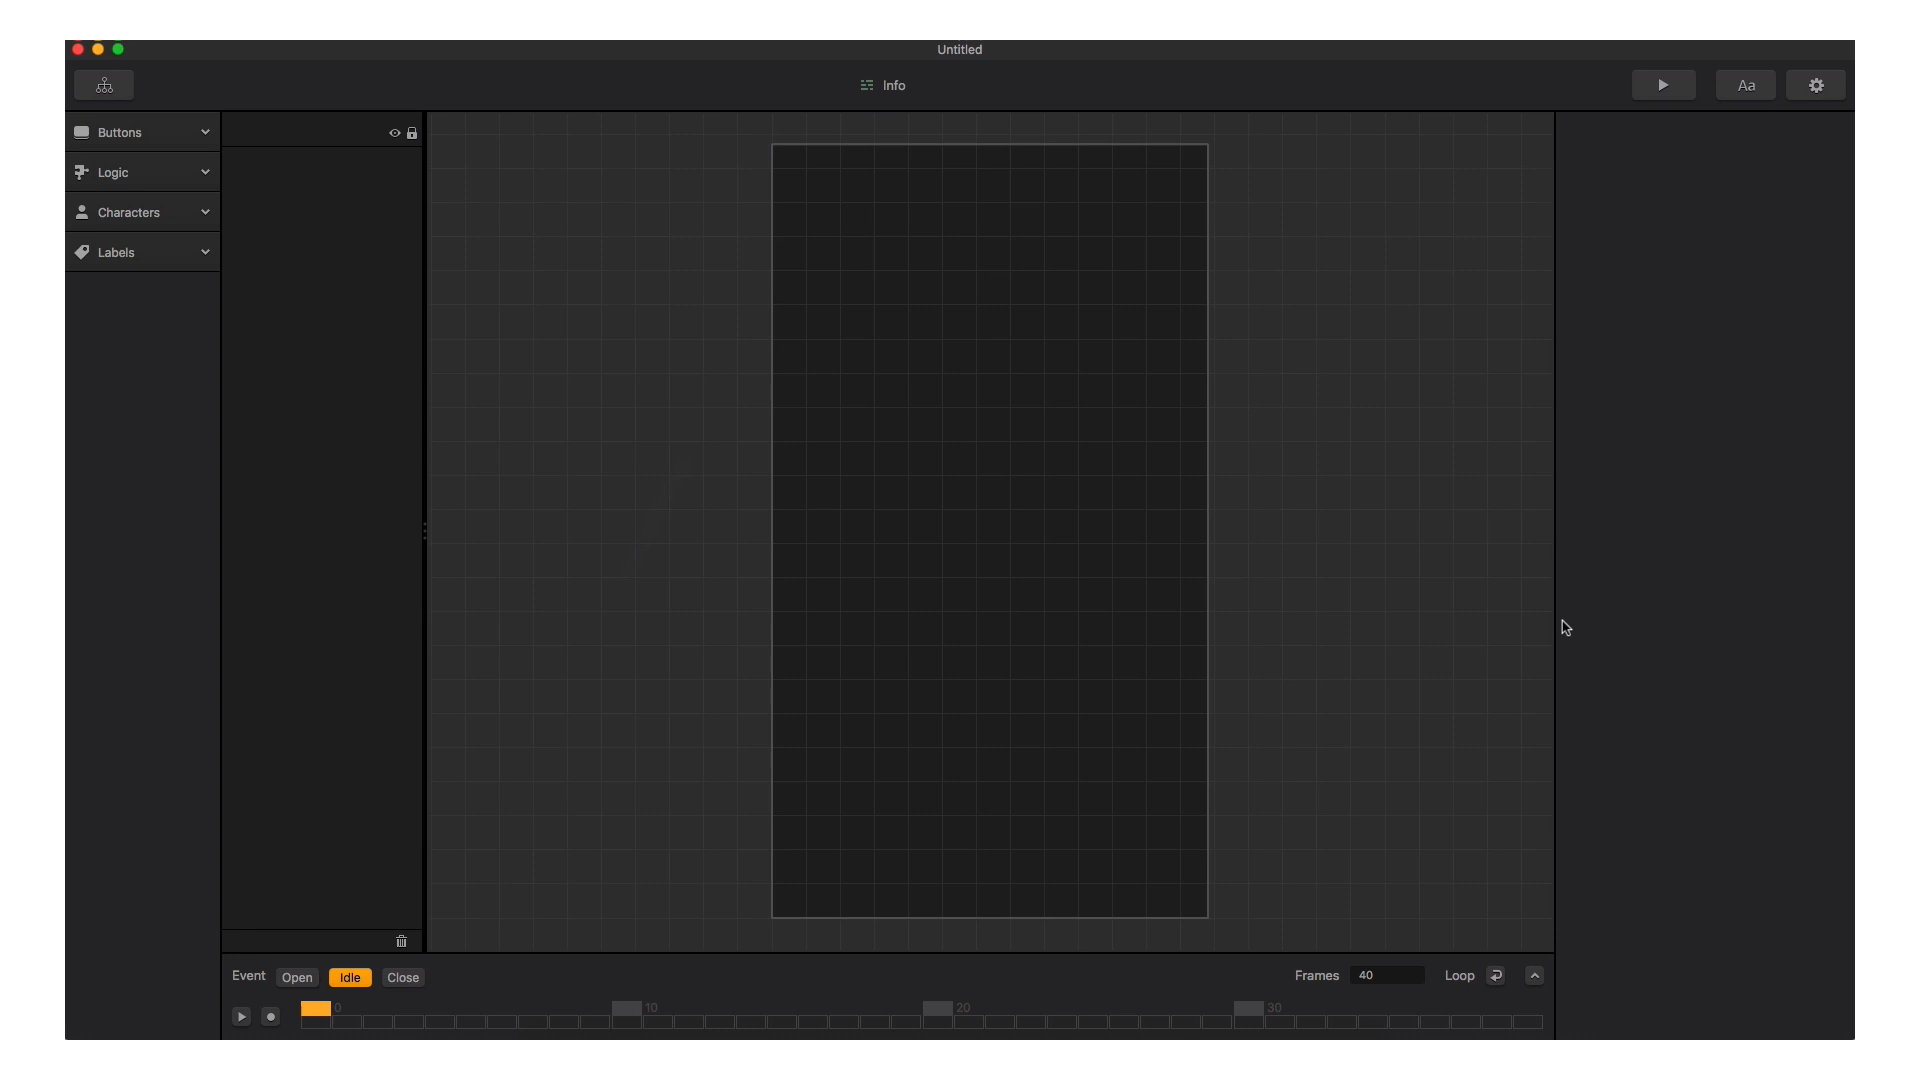 Untitled
Info
Aa
Buttons
Logic
Characters
Labels
Event Open Idle Close
Frames 40 Loop
0 10 20 30